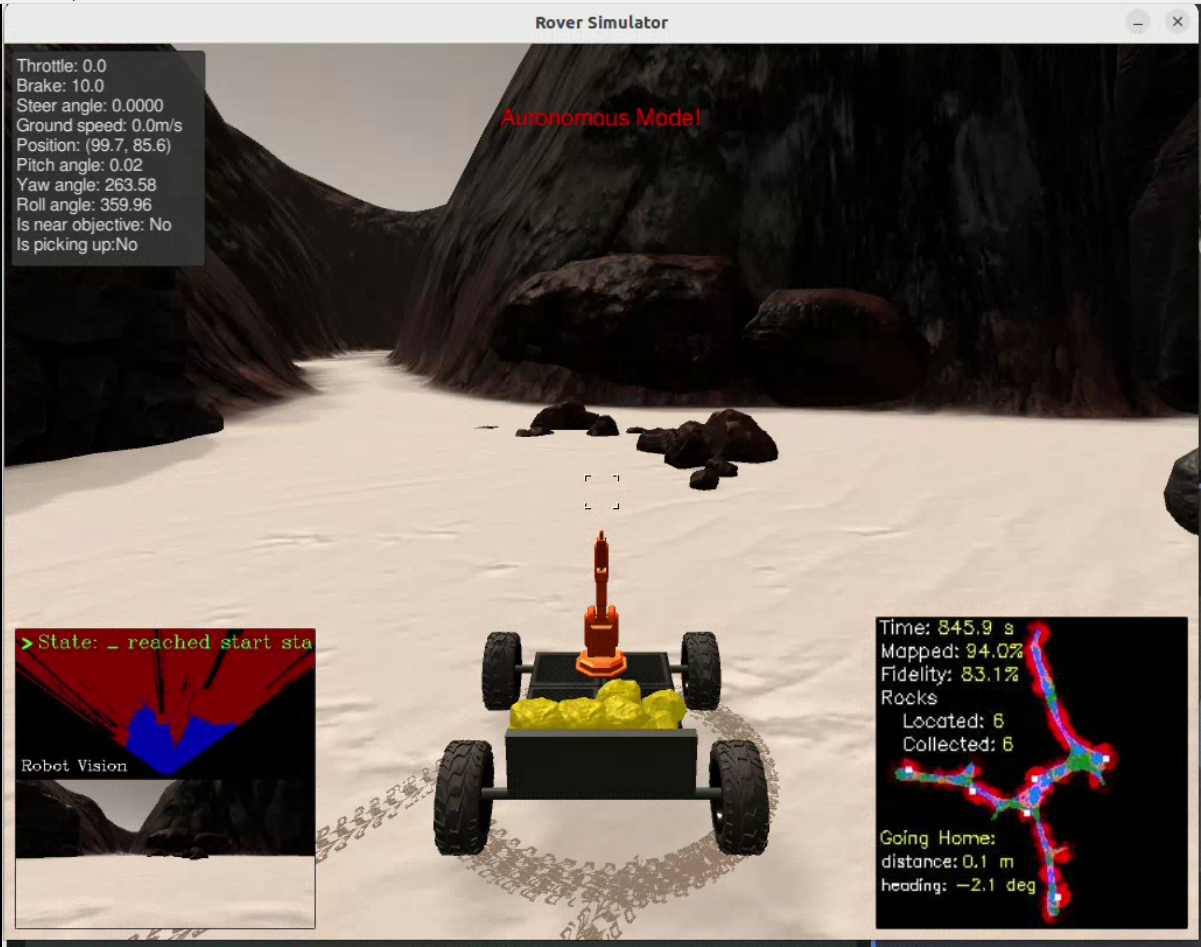 Rover Simulator
Throttle: 0.0
Brake: 10.0
Steer angle: 0.0000
Ground speed: 0.0m/s
Position: (99.7, 85.6)
Pitch angle: 0.02
Yaw angle: 263.58
Roll angle: 359.96
Is near objective: No
Is picking up:No
Autonomous Mode!
> State: _ reached start sta
Robot Vision
Time: 845.9 s
Mapped: 94.0%
Fidelity: 83.1%
Rocks
Located: 6
Collected: 6
Going Home:
distance: 0.1 m
heading: −2.1 deg